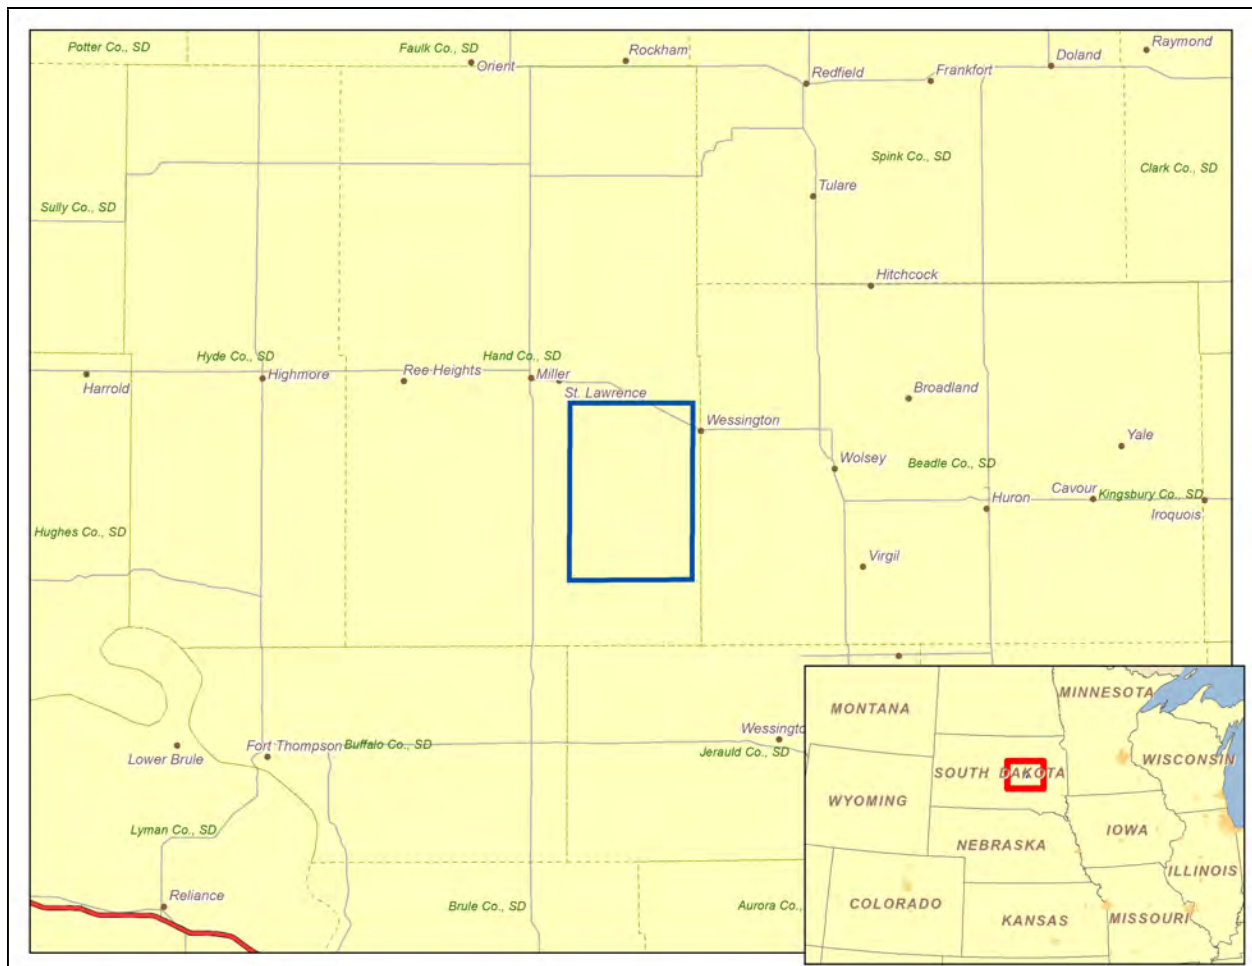 Potter Co., SD
Faulk Co., SD
Rockham
Raymond
Orient
Doland
Redfield
Frankfort
Spink Co., SD
Clark Co., SD
Tulare
Sully Co., SD
Hitchcock
Hyde Co., SD
Hand Co., SD
Harrold
Highmore
Ree Heights
Miller
St. Lawrence
Broadland
Wessington
Yale
Wolsey
Beadle Co., SD
Cavour
Kingsbury Co., SD
Huron
Iroquois
Hughes Co., SD
Virgil
Lower Brule
Fort Thompson
Buffalo Co., SD
Wessingto
Jerauld Co., SD
Lyman Co., SD
Reliance
Brule Co., SD
Aurora Co.,
MONTANA
MINNESOTA
SOUTH DAKOTA
WISCONSIN
WYOMING
IOWA
NEBRASKA
ILLINOIS
COLORADO
KANSAS
MISSOURI